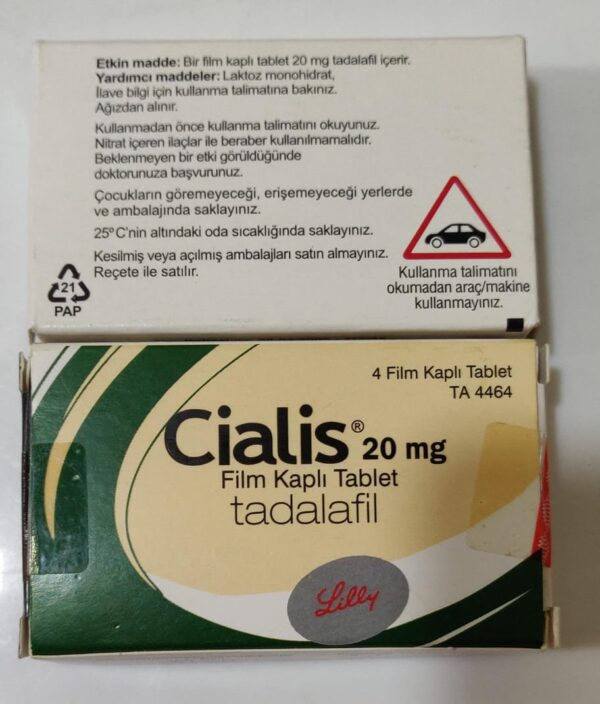 Etkin madde: Bir film kaplı tablet 20 mg tadalafil içerir.
Yardımcı maddeler: Laktoz monohidrat,
İlave bilgi için kullanma talimatına bakınız.
Ağızdan alınır.
Kullanmadan önce kullanma talimatını okuyunuz.
Nitrat içeren ilaçlar ile beraber kullanılmamalıdır.
Beklenmeyen bir etki görüldüğünde
doktorunuza başvurunuz.
Çocukların göremeyeceği, erişemeyeceği yerlerde
ve ambalajında saklayınız.
25ºC'nin altındaki oda sıcaklığında saklayınız.
Kesilmiş veya açılmış ambalajları satın almayınız.
Reçete ile satılır.
21
PAP
Kullanma talimatını
okumadan araç/makine
kullanmayınız.
4 Film Kaplı Tablet
TA 4464
Cialis® 20 mg
Film Kaplı Tablet
tadalafil
Lilly